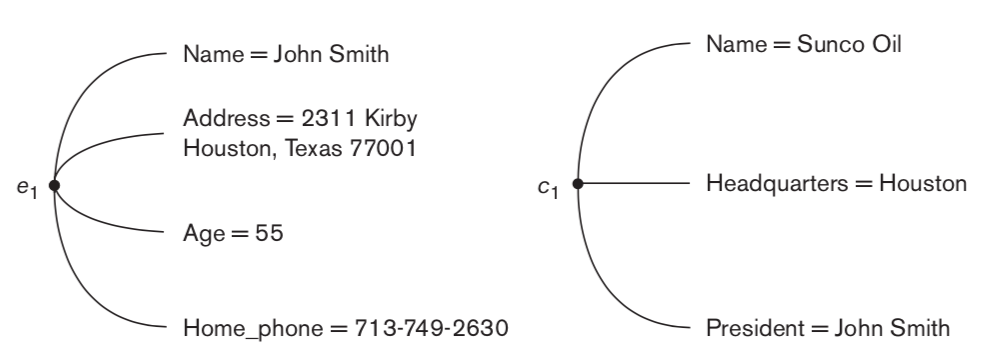 e1
Name = John Smith
Address = 2311 Kirby
Houston, Texas 77001
Age = 55
Home_phone = 713-749-2630
c1
Name = Sunco Oil
Headquarters = Houston
President = John Smith